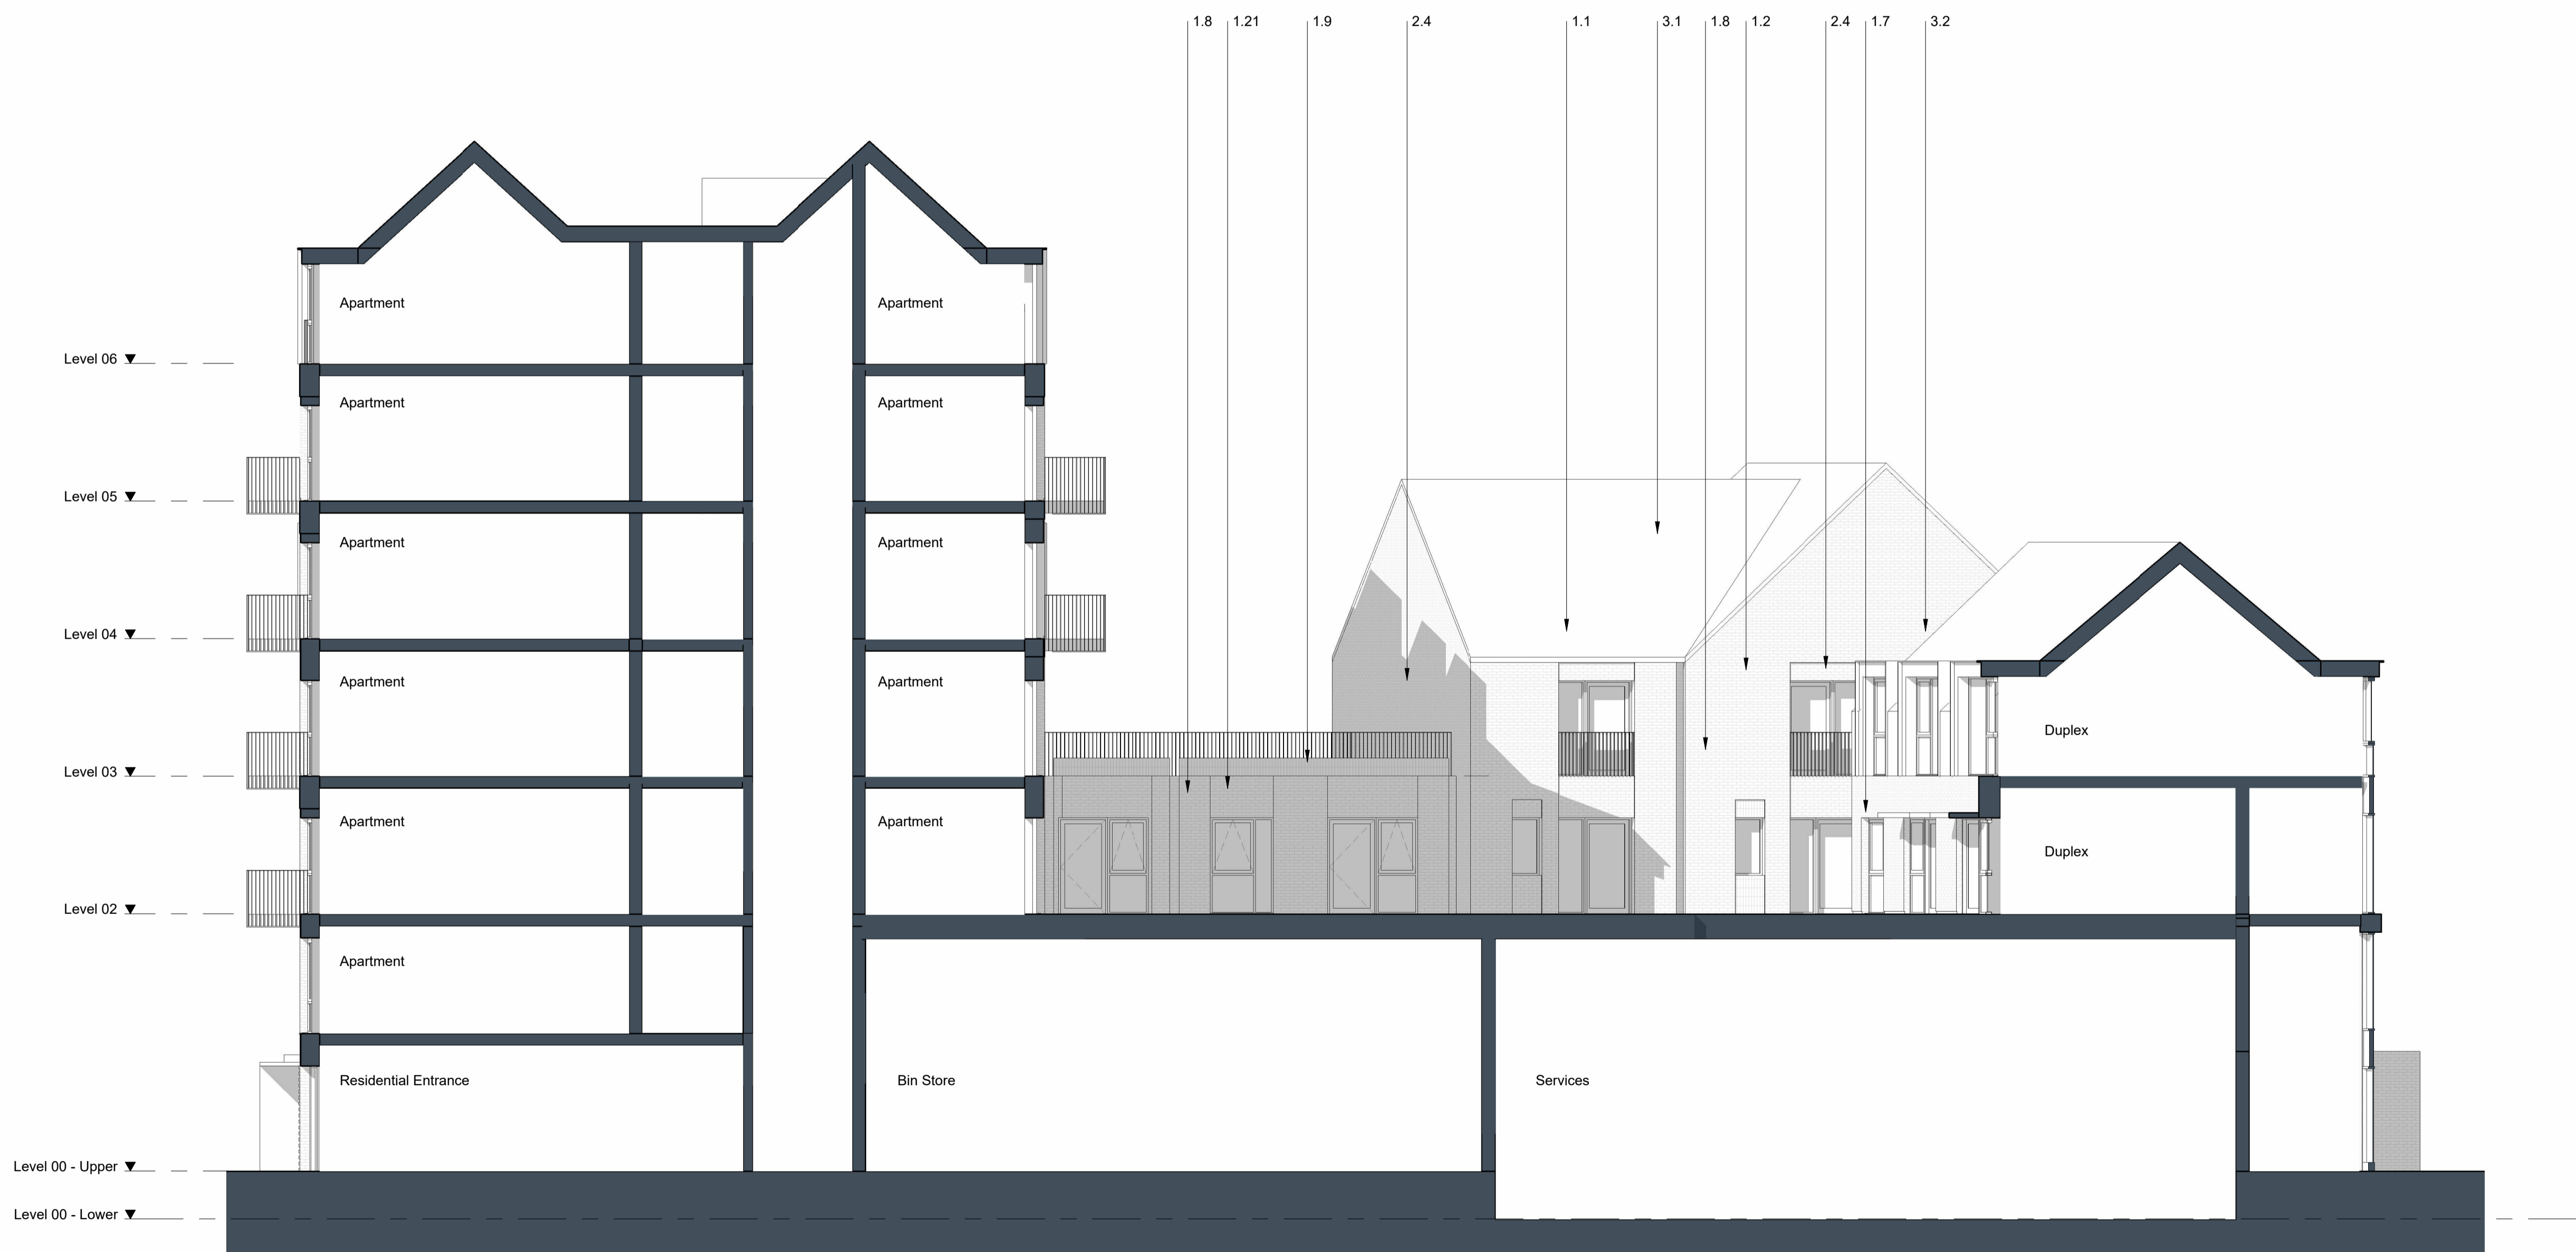 1.8 1.21 1.9 2.4 1.1 3.1 1.8 1.2 2.4 1.7 3.2
Apartment Apartment
Level 06
Apartment Apartment
Level 05
Apartment Apartment
Level 04
Apartment Apartment
Duplex
Level 03
Apartment Apartment
Duplex
Level 02
Apartment
Residential Entrance Bin Store Services
Level 00 - Upper
Level 00 - Lower